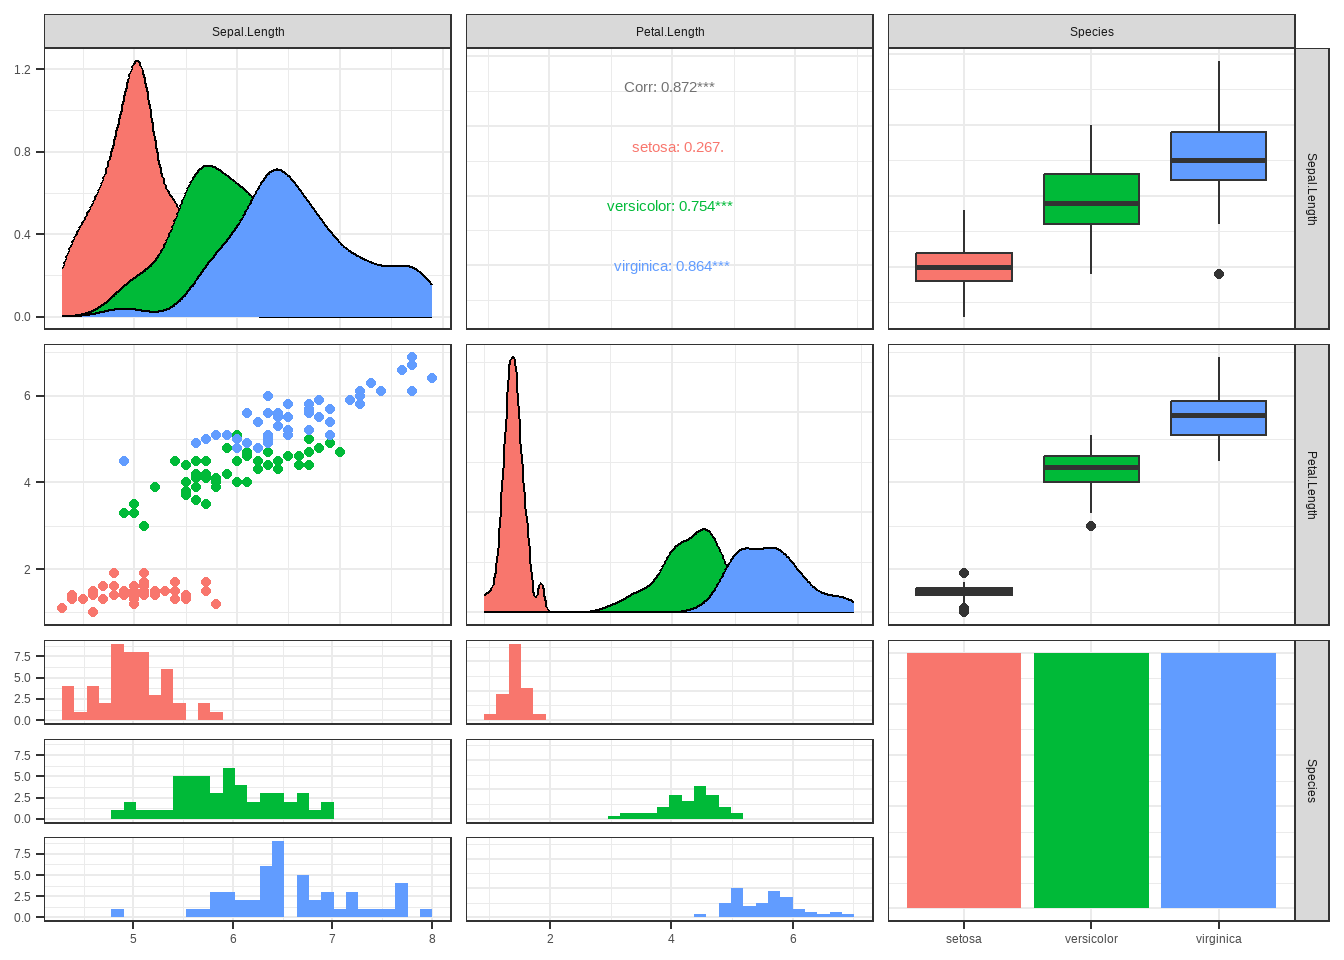 Sepal.Length
Petal.Length
Species
1.2
0.8
0.4
0.0
Corr: 0.872***
setosa: 0.267.
versicolor: 0.754***
virginica: 0.864***
Sepal.Length
6
4
2
Petal.Length
7.5
5.0
2.5
0.0
7.5
5.0
2.5
0.0
7.5
5.0
2.5
0.0
Species
5 6 7 8
2 4 6
setosa versicolor virginica